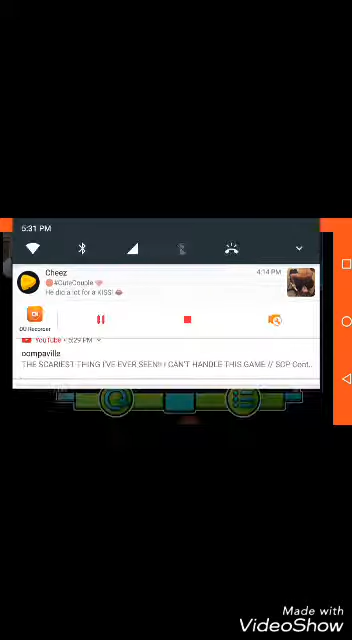 5:31 PM
Cheez
4:14 PM
#CuteCouple
He did a lot for a KISS!
DU Recorder
YouTube • 5:29 PM
compaville
THE SCARIEST THING I'VE EVER SEEN!! I CAN'T HANDLE THIS GAME // SCP Cont...
Made with
VideoShow